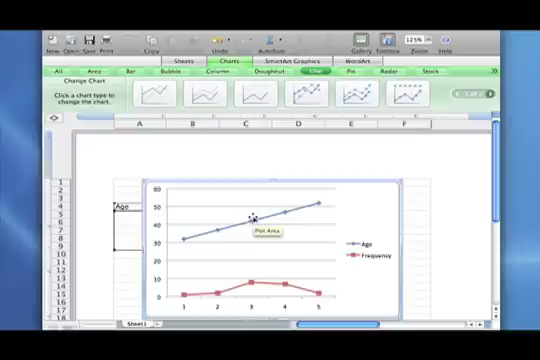 New Open Save Print Copy Undo AutoSum Gallery Toolbox Zoom Help
125%
Sheets Charts SmartArt Graphics WordArt
All Area Bar Bubble Column Doughnut Line Pie Radar Stock
Change Chart
Click a chart type to
change the chart.
A B C D E F
1
2
3
4
5
6
7
8
9
10
11
12
13
14
15
Age
60
50
40
30
20
10
0
Plot Area
Age
Frequency
1 2 3 4 5
Sheet1